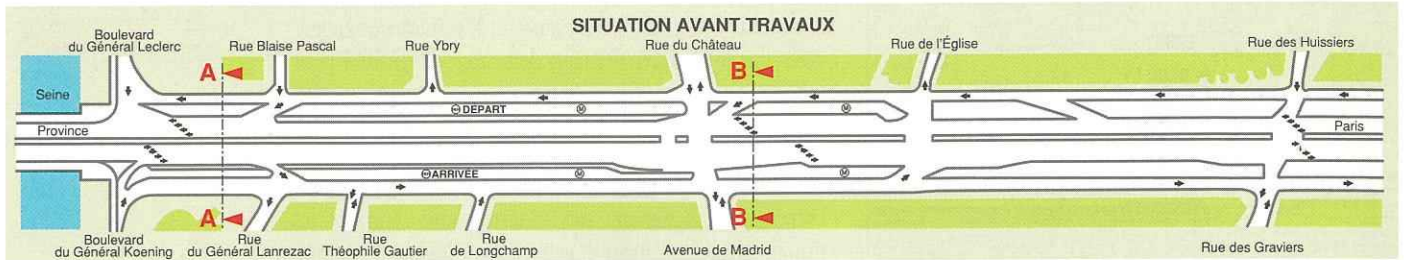 SITUATION AVANT TRAVAUX
Boulevard
du Général Leclerc
Rue Blaise Pascal
Rue Ybry
Rue du Château
Rue de l'Église
Rue des Huissiers
A
B
Seine
DEPART
M
M
Province
Paris
ARRIVÉE
M
M
A
B
Boulevard
du Général Koening
Rue
du Général Lanrezac
Rue
Théophile Gautier
Rue
de Longchamp
Avenue de Madrid
Rue des Graviers